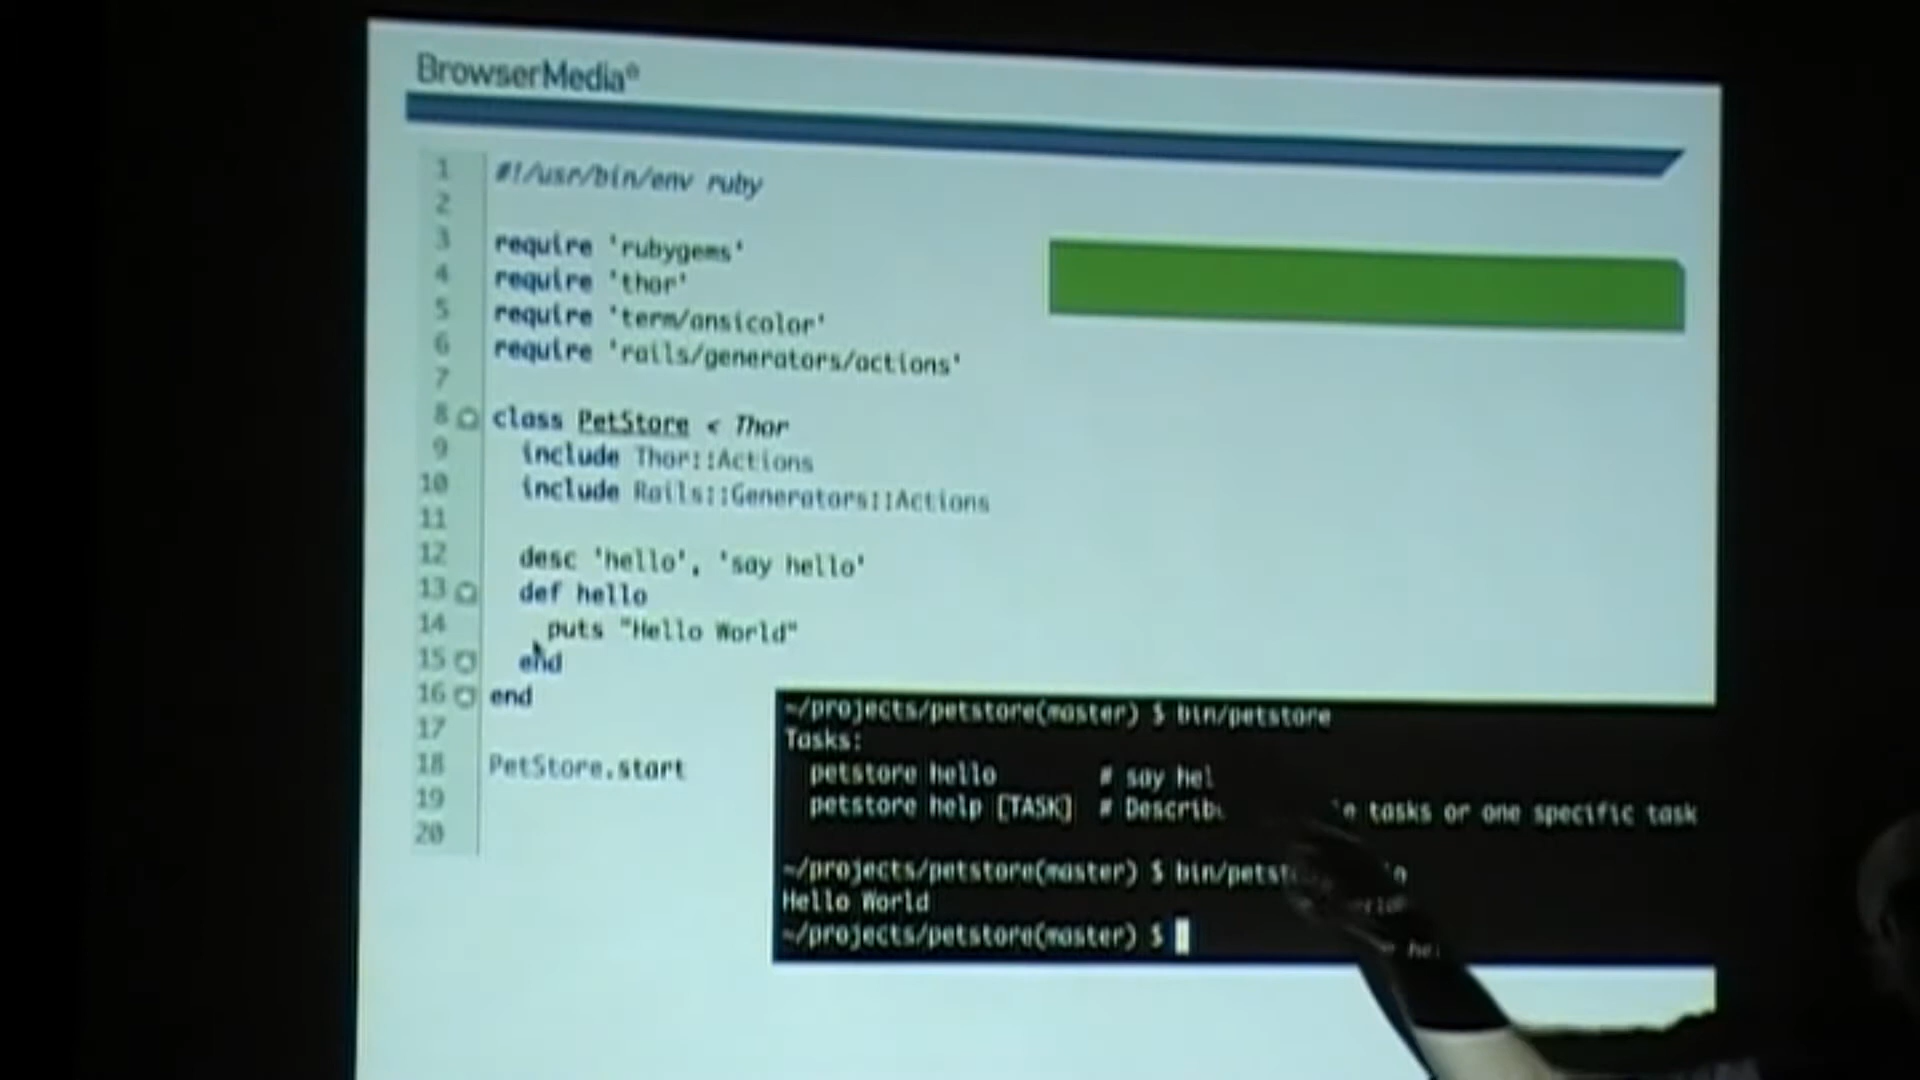 BrowserMedia®
1 #!/usr/bin/env ruby
2
3 require 'rubygems'
4 require 'thor'
5 require 'term/ansicolor'
6 require 'rails/generators/actions'
7
8 class PetStore < Thor
9 include Thor::Actions
10 include Rails::Generators::Actions
11
12 desc 'hello', 'say hello'
13 def hello
14 puts "Hello World"
15 end
16 end
17
18 PetStore.start
19
20
~/projects/petstore(master) $ bin/petstore
Tasks:
petstore hello # say hel
petstore help [TASK] # Describ tasks or one specific task
~/projects/petstore(master) $ bin/petst
Hello World
~/projects/petstore(master) $